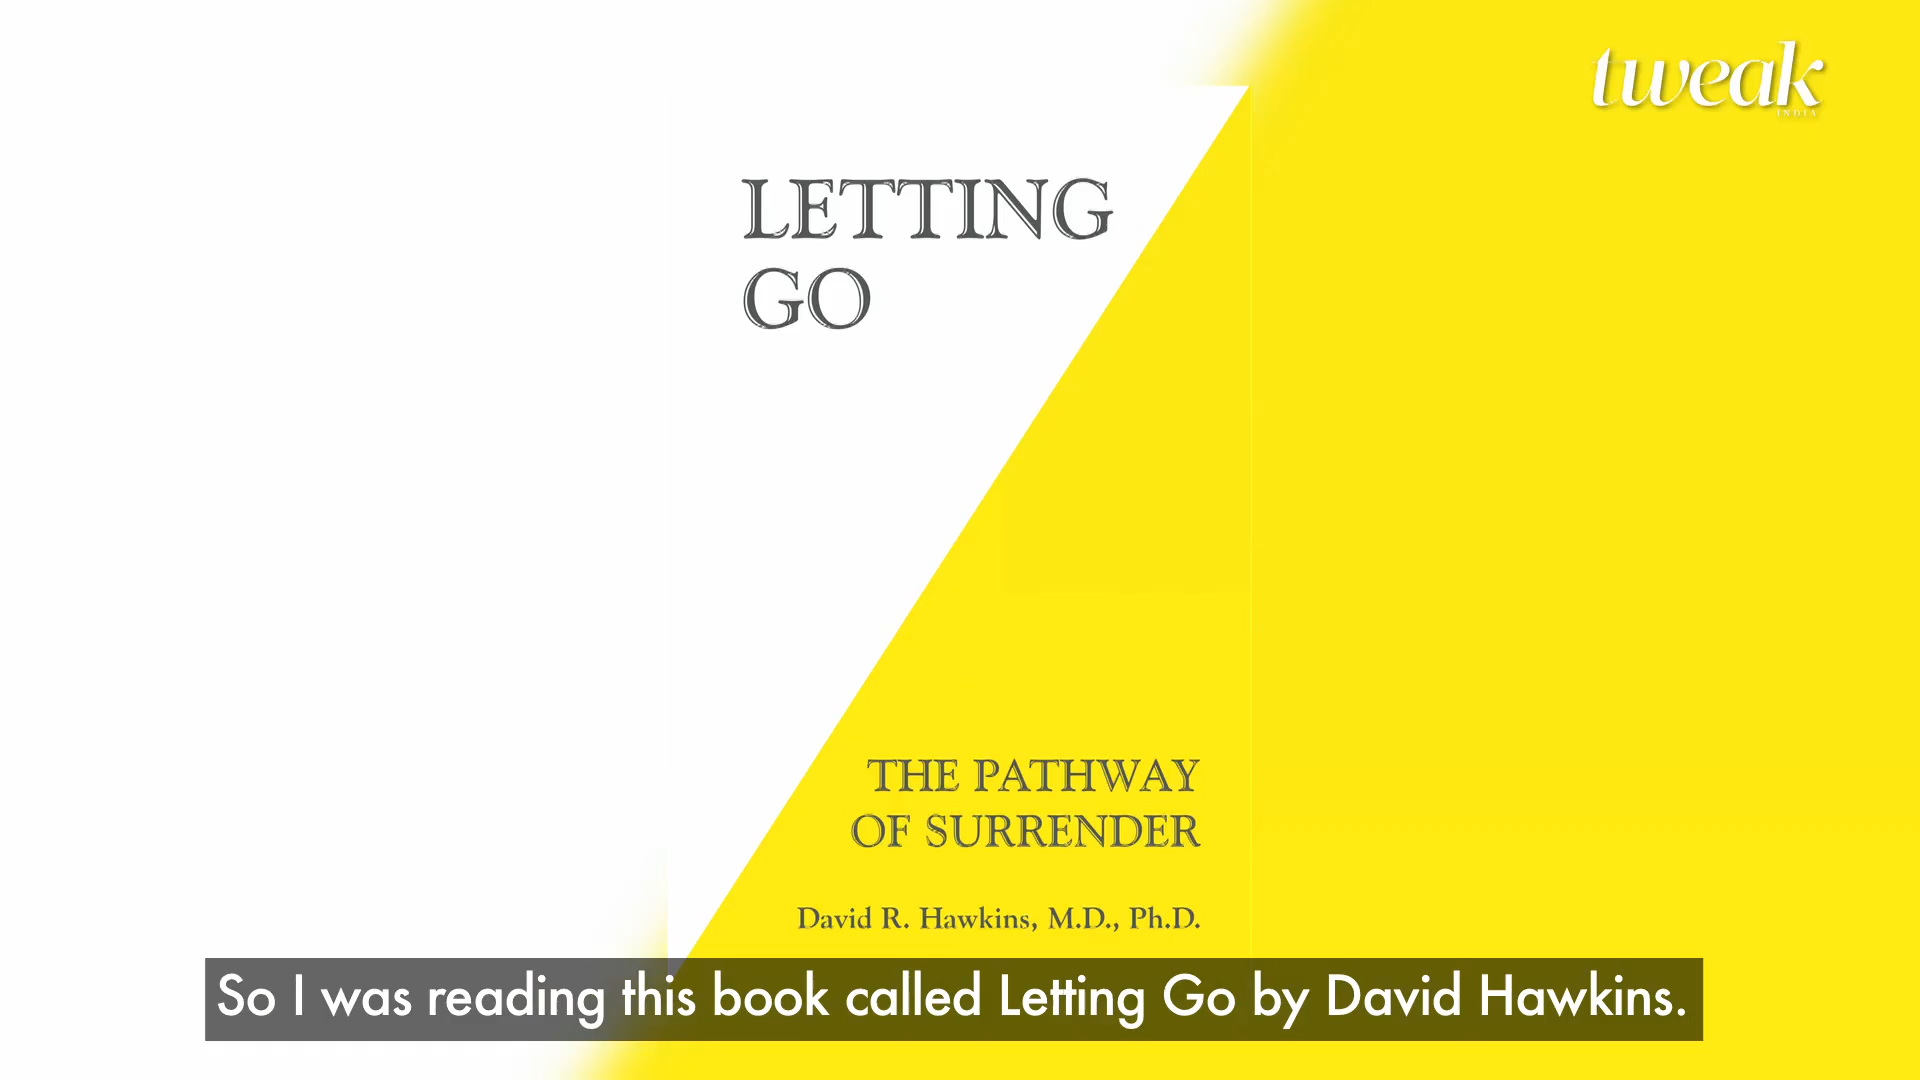 tweak
INDIA
LETTING
GO
THE PATHWAY
OF SURRENDER
David R. Hawkins, M.D., Ph.D.
So I was reading this book called Letting Go by David Hawkins.